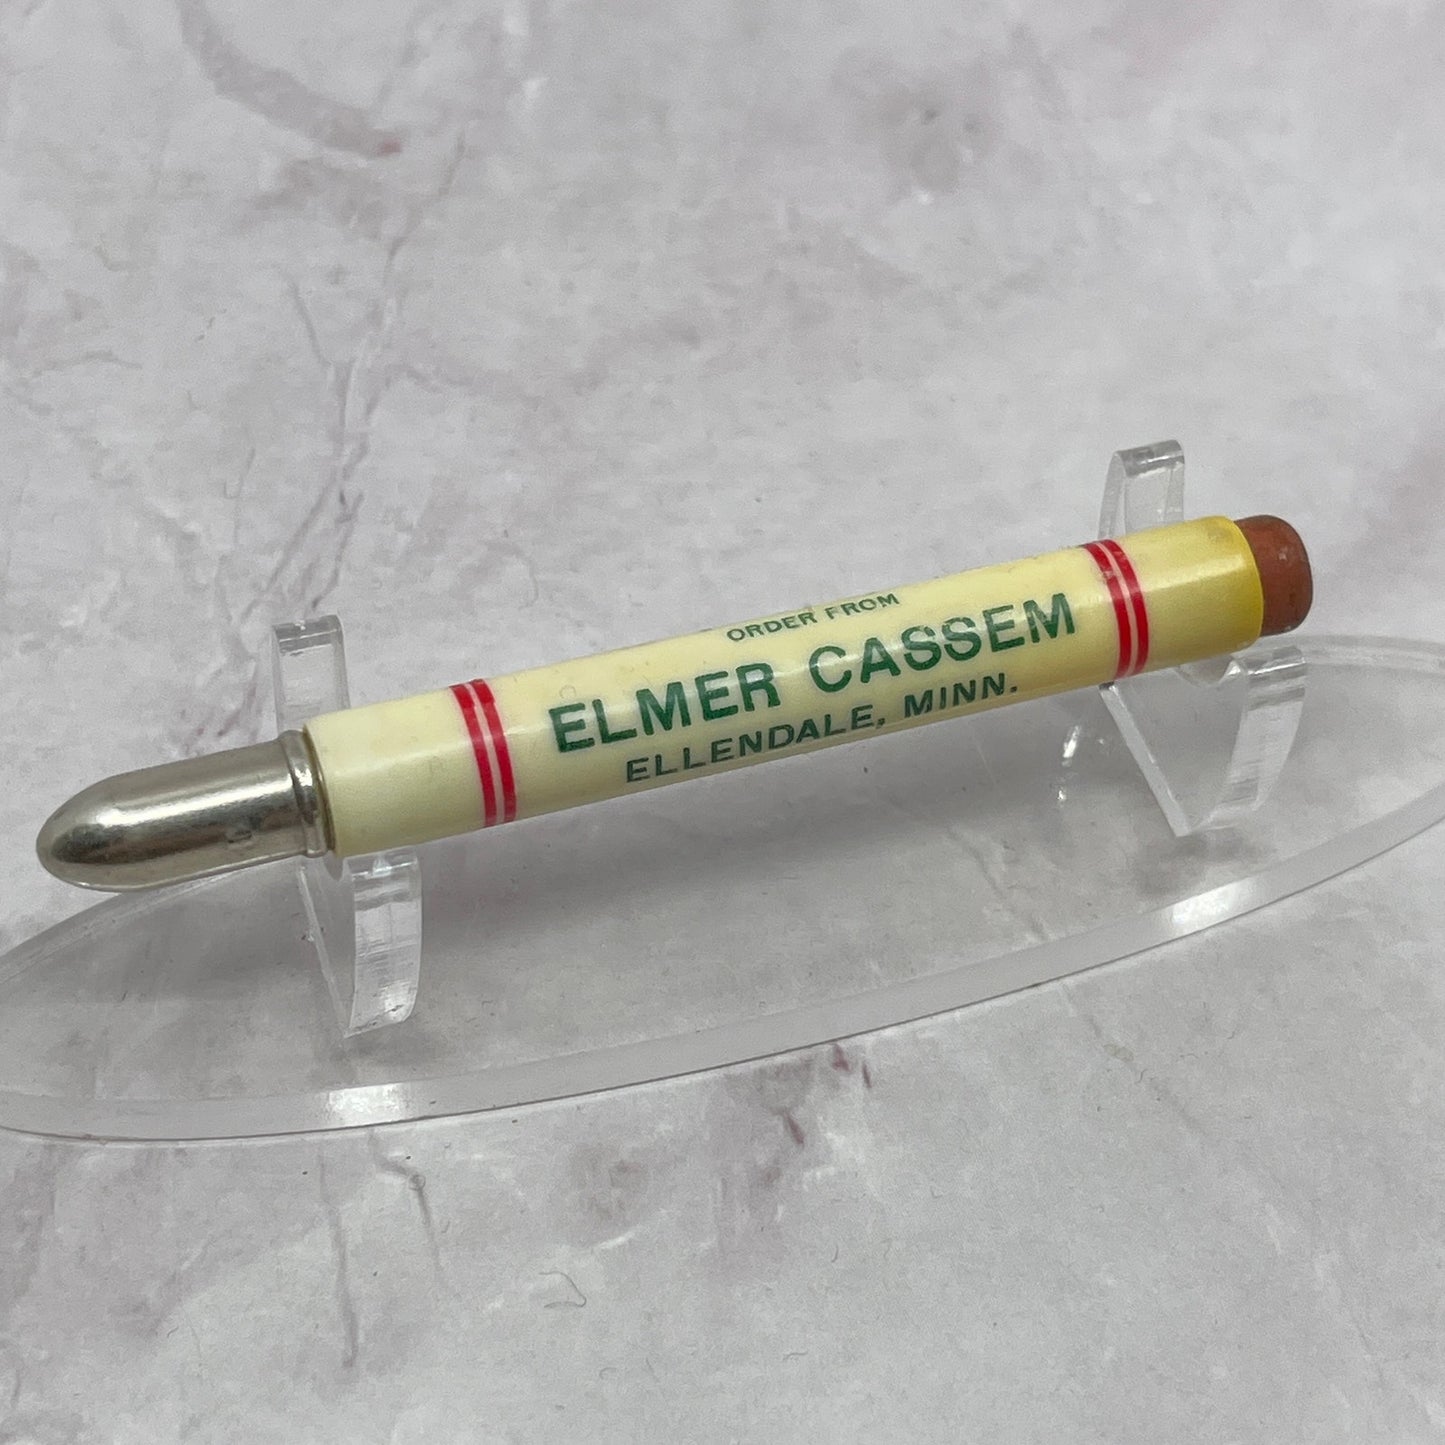 ORDER FROM
ELMER CASSEM
ELLENDALE, MINN.